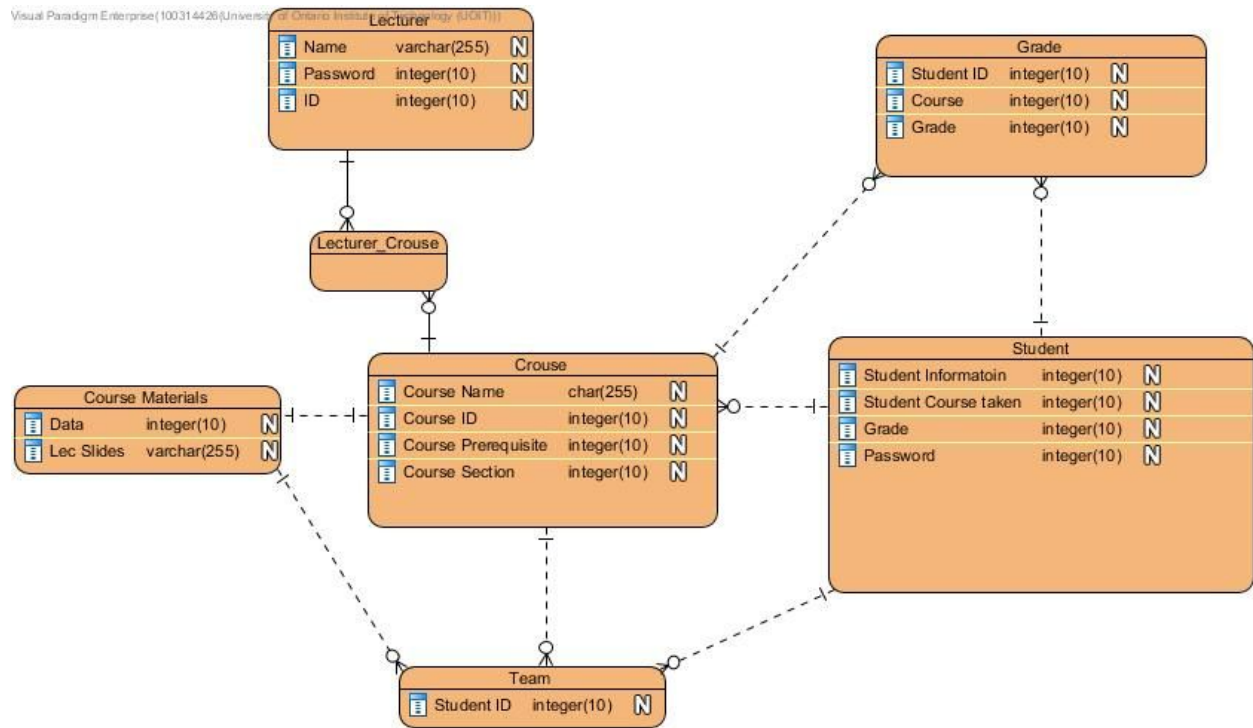 Visual Paradigm Enterprise(100314426(University of Ontario Institute of Technology (UOIT)))
Lecturer
Name varchar(255) N
Password integer(10) N
ID integer(10) N
Grade
Student ID integer(10) N
Course integer(10) N
Grade integer(10) N
Lecturer_Crouse
Crouse
Course Name char(255) N
Course ID integer(10) N
Course Prerequisite integer(10) N
Course Section integer(10) N
Student
Student Informatoin integer(10) N
Student Course taken integer(10) N
Grade integer(10) N
Password integer(10) N
Course Materials
Data integer(10) N
Lec Slides varchar(255) N
Team
Student ID integer(10) N